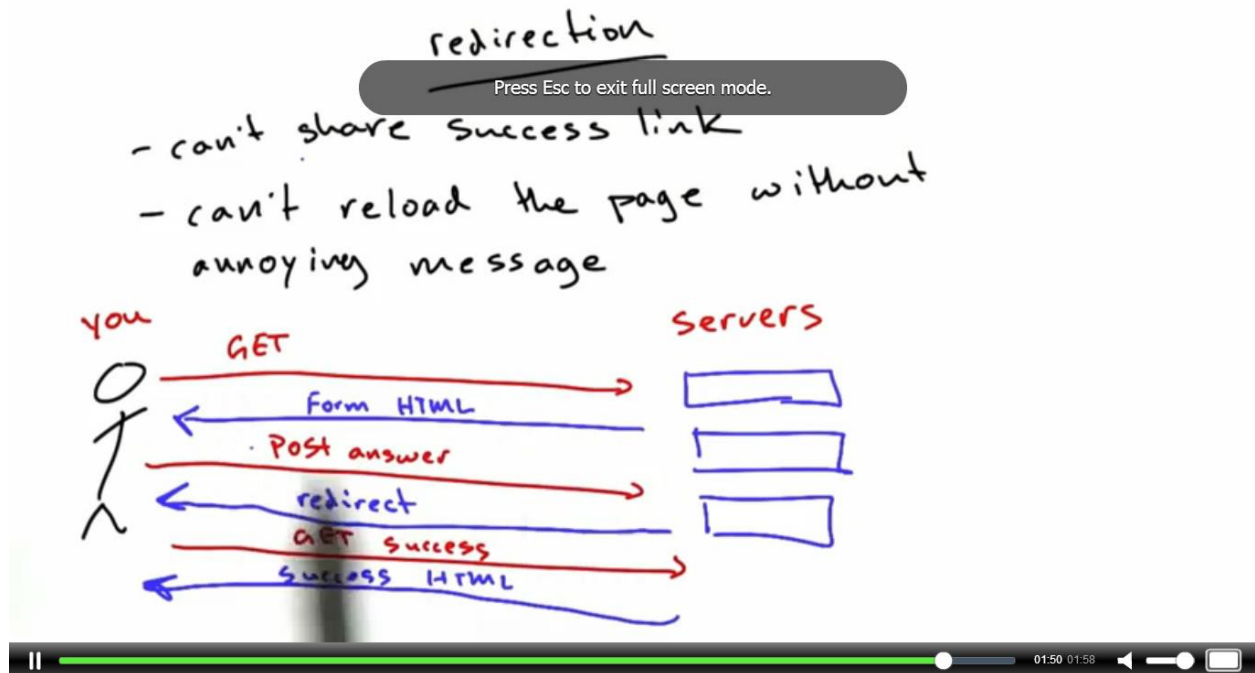 redirection
Press Esc to exit full screen mode.
- can't share success link
- can't reload the page without
annoying message
you
servers
GET
Form HTML
Post answer
redirect
GET success
success HTML
01:50 01:58